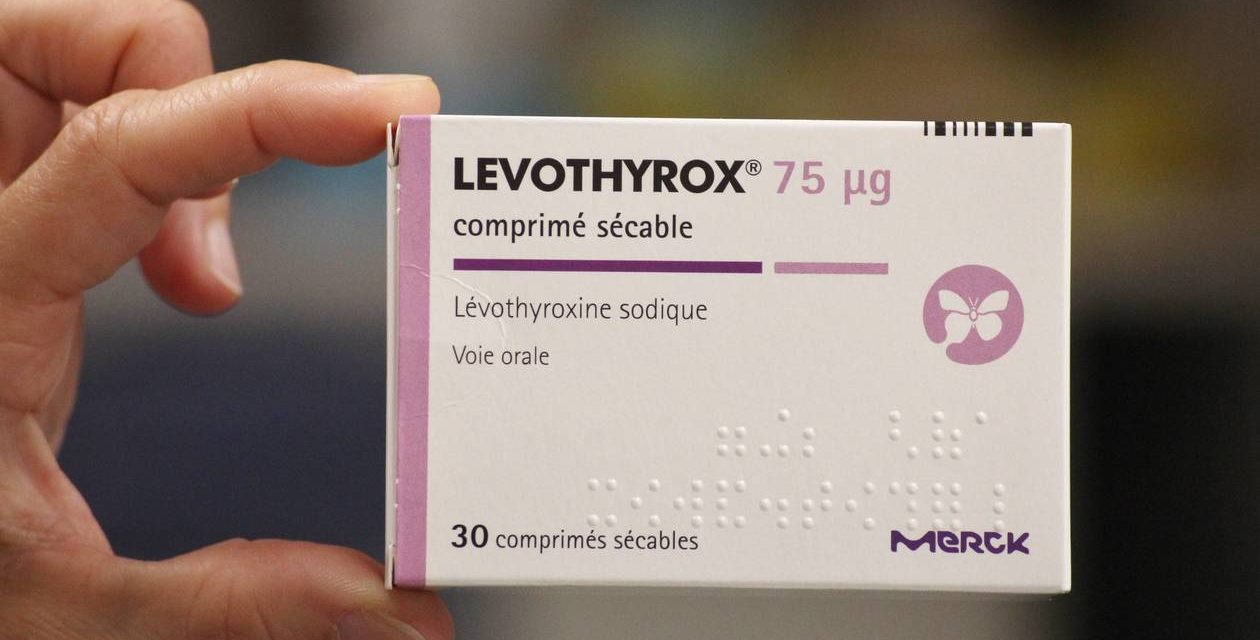 LEVOTHYROX® 75 µg
comprimé sécable
Lévothyroxine sodique
Voie orale
30 comprimés sécables
MERCK